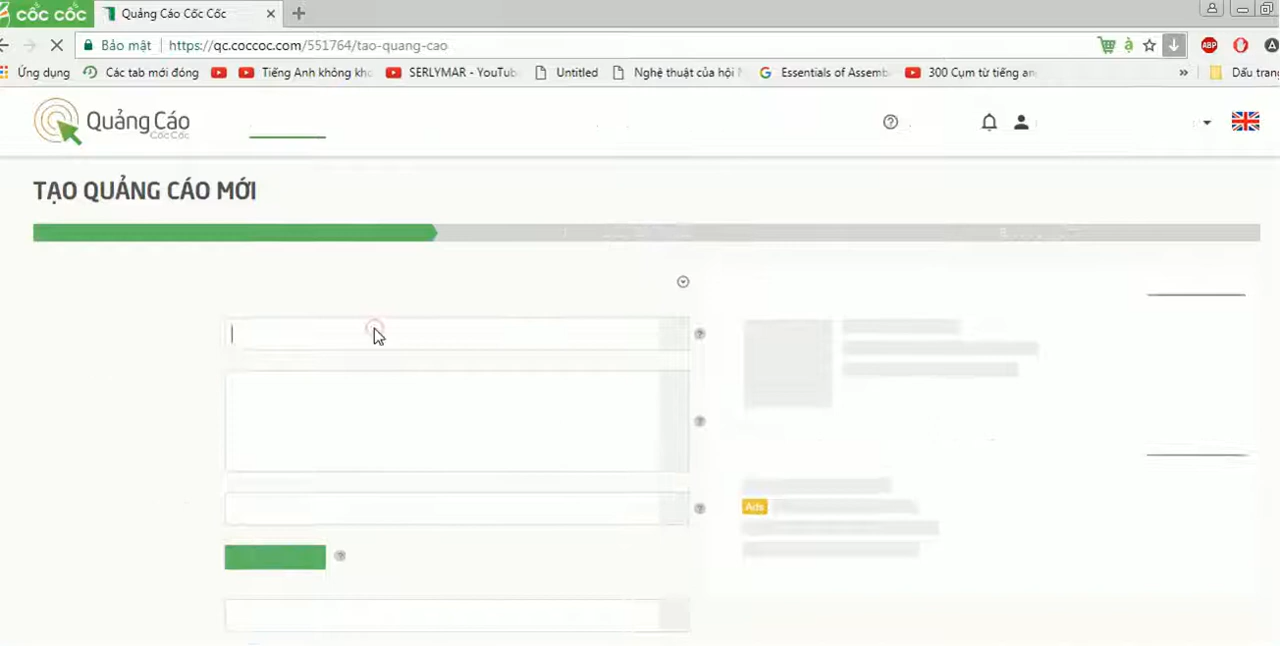 cốc cốc Quảng Cáo Cốc Cốc
Bảo mật https://qc.coccoc.com/551764/tao-quang-cao ABP
Ứng dụng Các tab mới đóng Tiếng Anh không SERLYMAR - YouTub Untitled Nghệ thuật của hội Essentials of Assemb 300 Cụm từ tiếng an » Dấu tran
Quảng Cáo
Cốc Cốc
TẠO QUẢNG CÁO MỚI
Ads